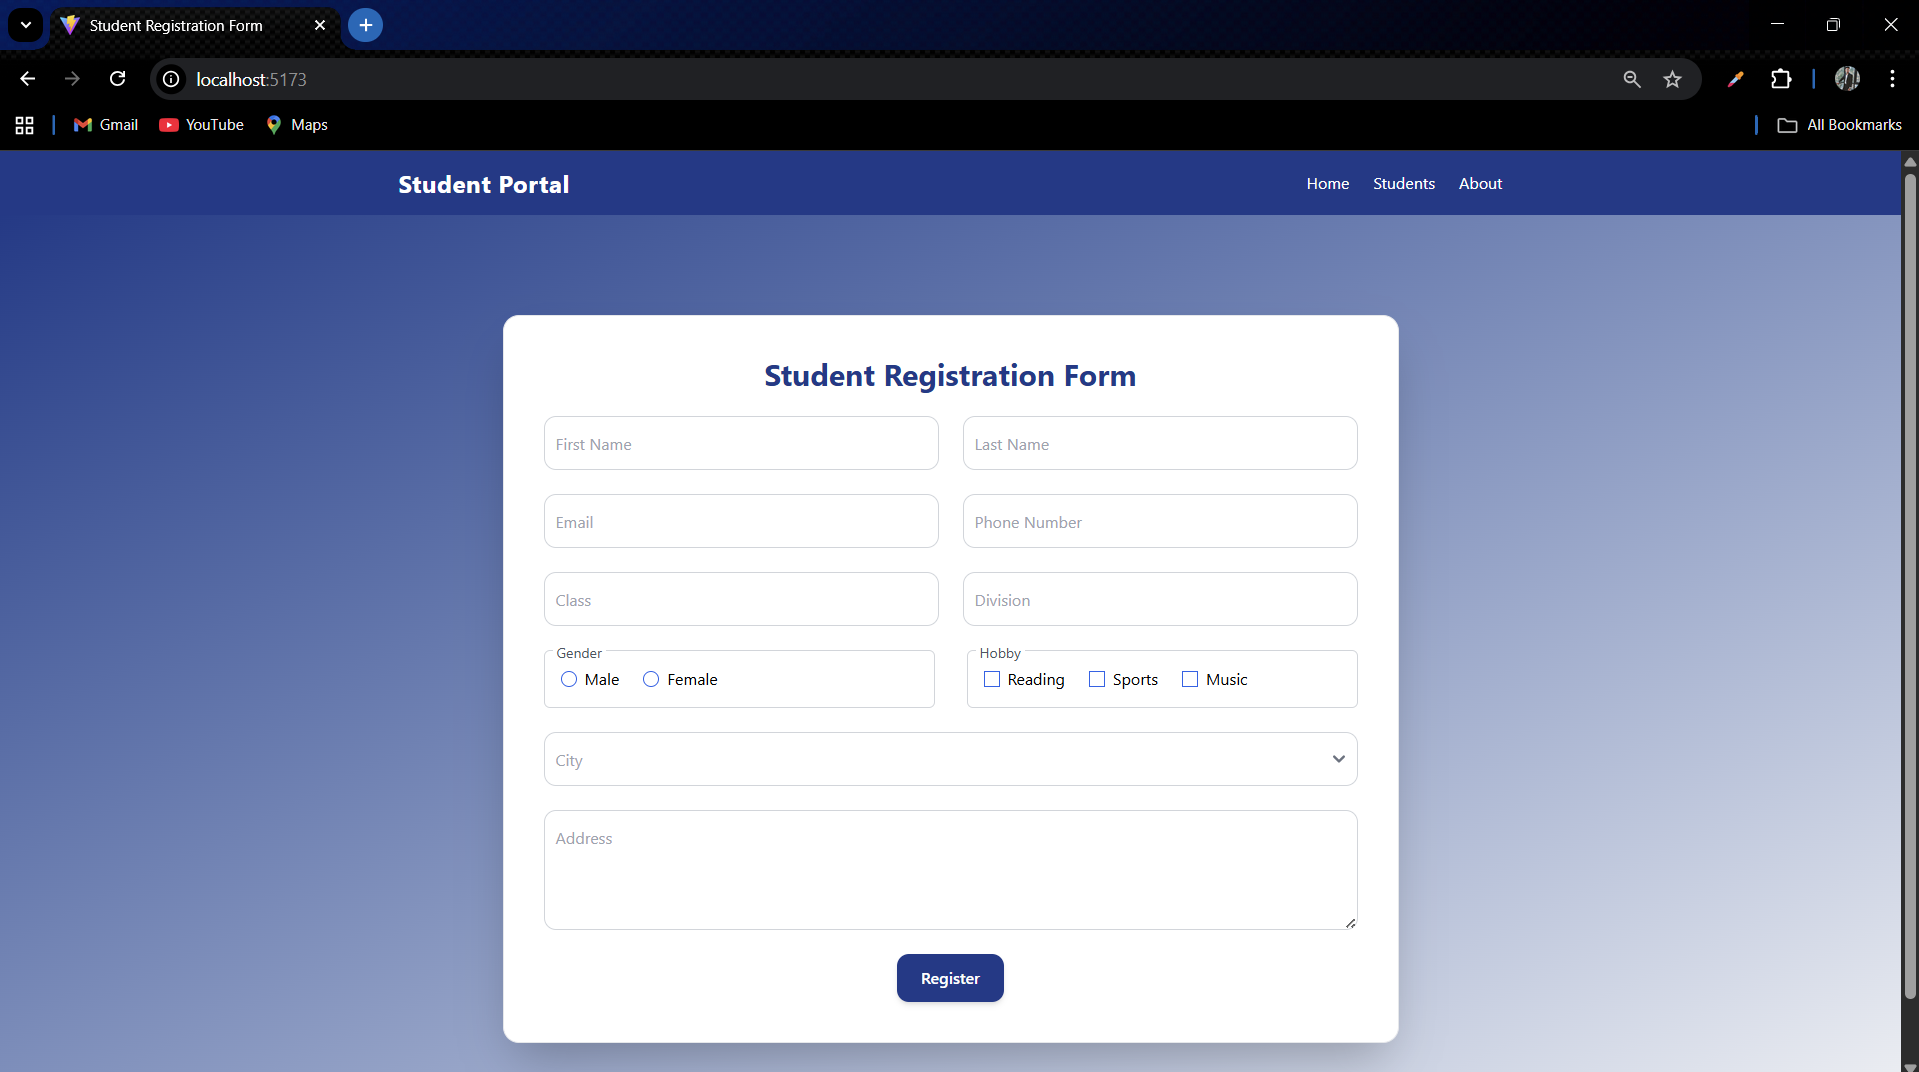 Student Registration Form
localhost:5173
Gmail YouTube Maps All Bookmarks
Student Portal Home Students About
Student Registration Form
First Name Last Name
Email Phone Number
Class Division
Gender Hobby
Male Female Reading Sports Music
City
Address
Register